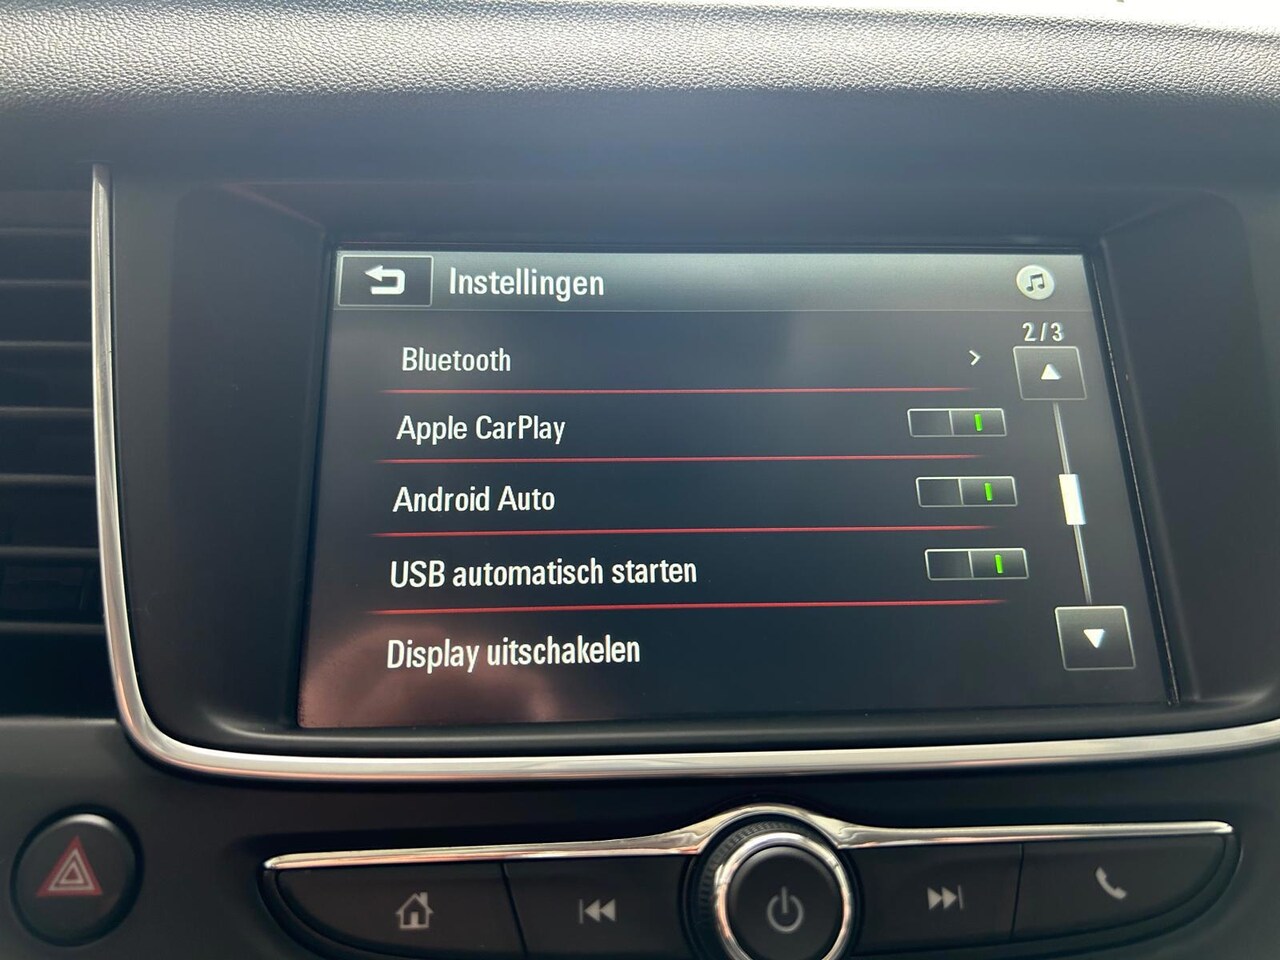 Instellingen
2/3
Bluetooth
Apple CarPlay
Android Auto
USB automatisch starten
Display uitschakelen